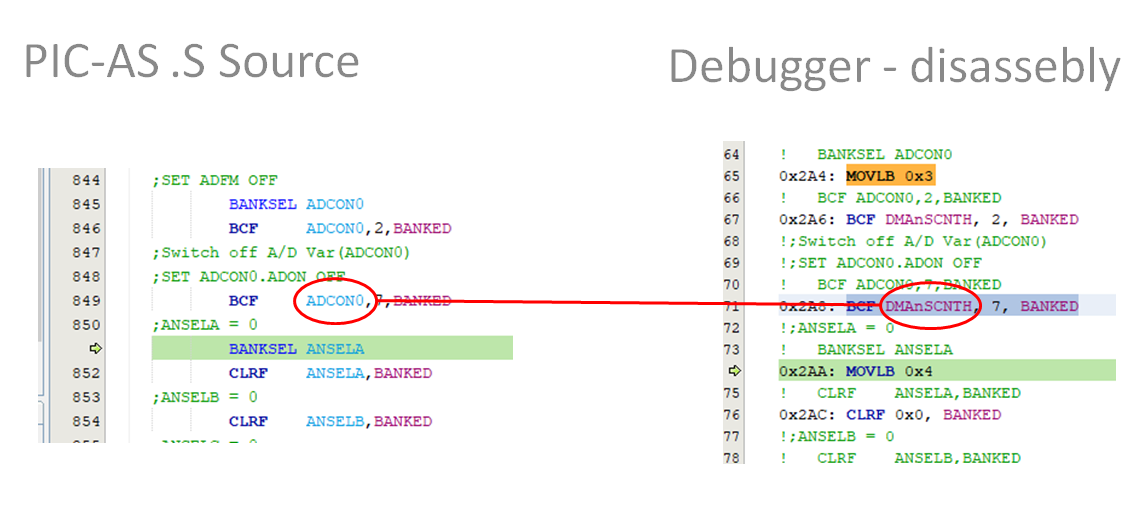 PIC-AS .S Source
Debugger - disassebly
844 ;SET ADFM OFF
845 BANKSEL ADCON0
846 BCF ADCON0,2,BANKED
847 ;Switch off A/D Var(ADCON0)
848 ;SET ADCON0.ADON OFF
849 BCF ADCON0,7,BANKED
850 ;ANSELA = 0
BANKSEL ANSELA
852 CLRF ANSELA,BANKED
853 ;ANSELB = 0
854 CLRF ANSELB,BANKED
64 ! BANKSEL ADCON0
65 0x2A4: MOVLB 0x3
66 ! BCF ADCON0,2,BANKED
67 0x2A6: BCF DMAnSCNTH, 2, BANKED
68 !;Switch off A/D Var(ADCON0)
69 !;SET ADCON0.ADON OFF
70 ! BCF ADCON0,7,BANKED
71 0x2A8: BCF DMAnSCNTH, 7, BANKED
72 !;ANSELA = 0
73 ! BANKSEL ANSELA
0x2AA: MOVLB 0x4
75 ! CLRF ANSELA,BANKED
76 0x2AC: CLRF 0x0, BANKED
77 !;ANSELB = 0
78 ! CLRF ANSELB,BANKED